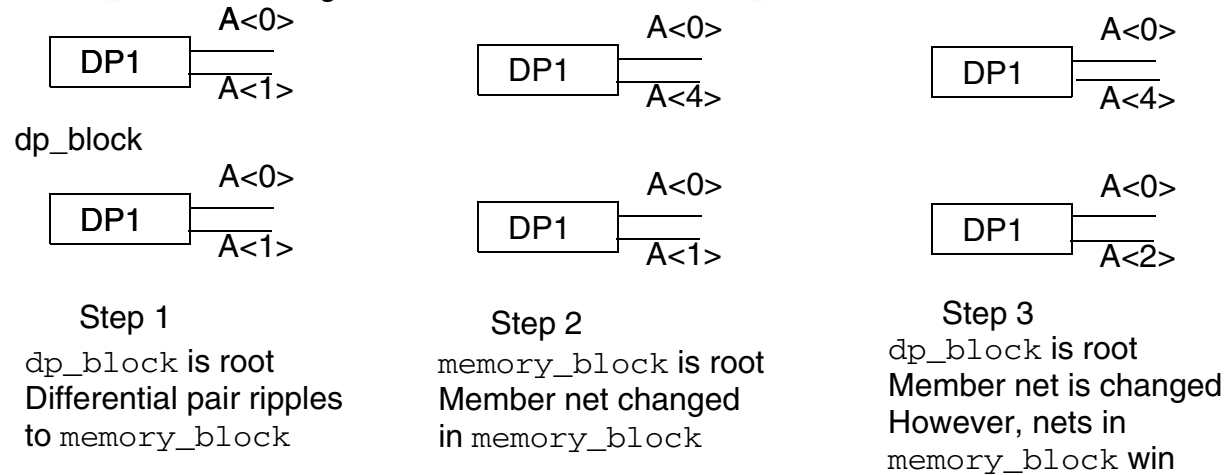 A<0>
DP1
A<1>
A<0>
DP1
A<4>
A<0>
DP1
A<4>
dp_block
A<0>
DP1
A<1>
A<0>
DP1
A<1>
A<0>
DP1
A<2>
Step 1
dp_block is root
Differential pair ripples
to memory_block
Step 2
memory_block is root
Member net changed
in memory_block
Step 3
dp_block is root
Member net is changed
However, nets in
memory_block win